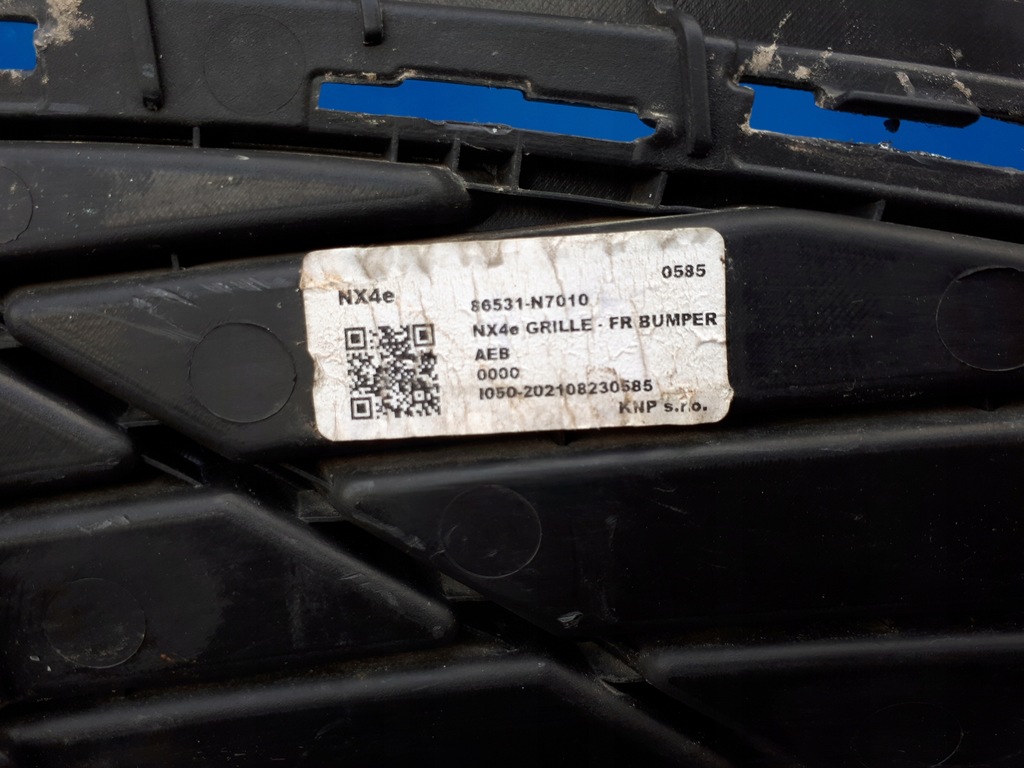 0585
NX4e
86531-N7010
NX4e GRILLE - FR BUMPER
AEB
0000
I050-202108230585
KNP s.r.o.